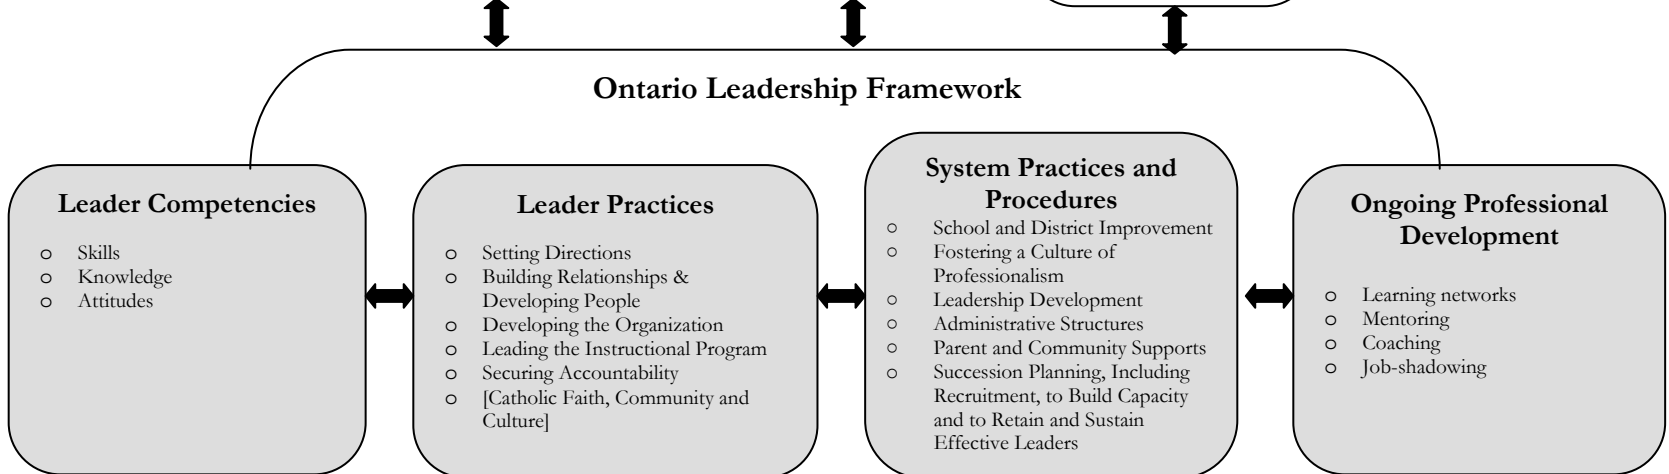 Ontario Leadership Framework
Leader Competencies
o Skills
o Knowledge
o Attitudes
Leader Practices
o Setting Directions
o Building Relationships &
Developing People
o Developing the Organization
o Leading the Instructional Program
o Securing Accountability
o [Catholic Faith, Community and
Culture]
System Practices and
Procedures
o School and District Improvement
o Fostering a Culture of
Professionalism
o Leadership Development
o Administrative Structures
o Parent and Community Supports
o Succession Planning, Including
Recruitment, to Build Capacity
and to Retain and Sustain
Effective Leaders
Ongoing Professional
Development
o Learning networks
o Mentoring
o Coaching
o Job-shadowing